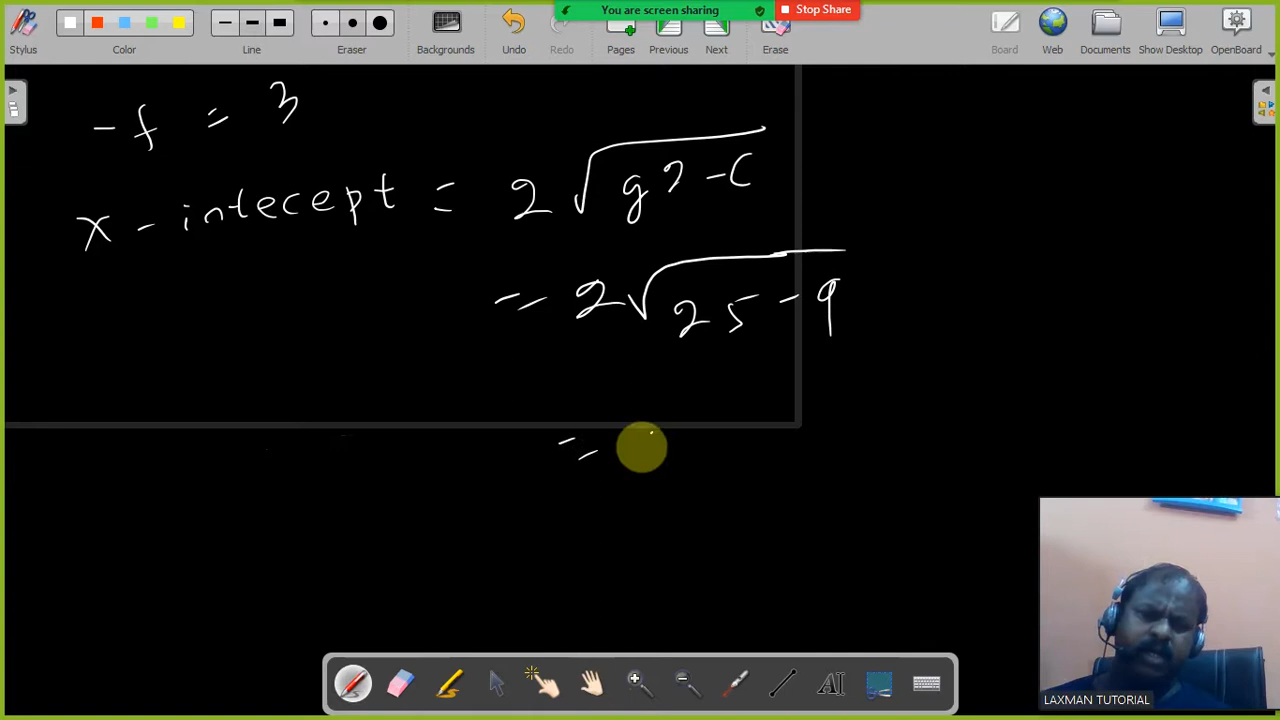 You are screen sharing
Stop Share
Stylus
Color
Line
Eraser
Backgrounds
Undo
Redo
Pages
Previous
Next
Erase
Board
Web
Documents
Show Desktop
OpenBoard
-f = 3
x-intecept = 2√g2-c
= 2√25-9
=
AI
LAXMAN TUTORIAL